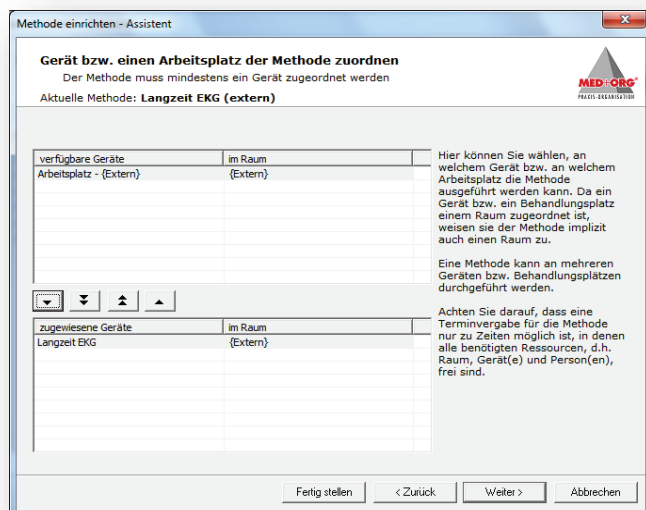 Methode einrichten - Assistent
Gerät bzw. einen Arbeitsplatz der Methode zuordnen
Der Methode muss mindestens ein Gerät zugeordnet werden
Aktuelle Methode: Langzeit EKG (extern)
MED+ORG®
PRAXIS-ORGANISATION
verfügbare Geräte im Raum
Arbeitsplatz - {Extern} {Extern}
zugewiesene Geräte im Raum
Langzeit EKG {Extern}
Hier können Sie wählen, an
welchem Gerät bzw. an welchem
Arbeitsplatz die Methode
ausgeführt werden kann. Da ein
Gerät bzw. ein Behandlungsplatz
einem Raum zugeordnet ist,
weisen sie der Methode implizit
auch einen Raum zu.
Eine Methode kann an mehreren
Geräten bzw. Behandlungsplätzen
durchgeführt werden.
Achten Sie darauf, dass eine
Terminvergabe für die Methode
nur zu Zeiten möglich ist, in denen
alle benötigten Ressourcen, d.h.
Raum, Gerät(e) und Person(en),
frei sind.
Fertig stellen < Zurück Weiter > Abbrechen